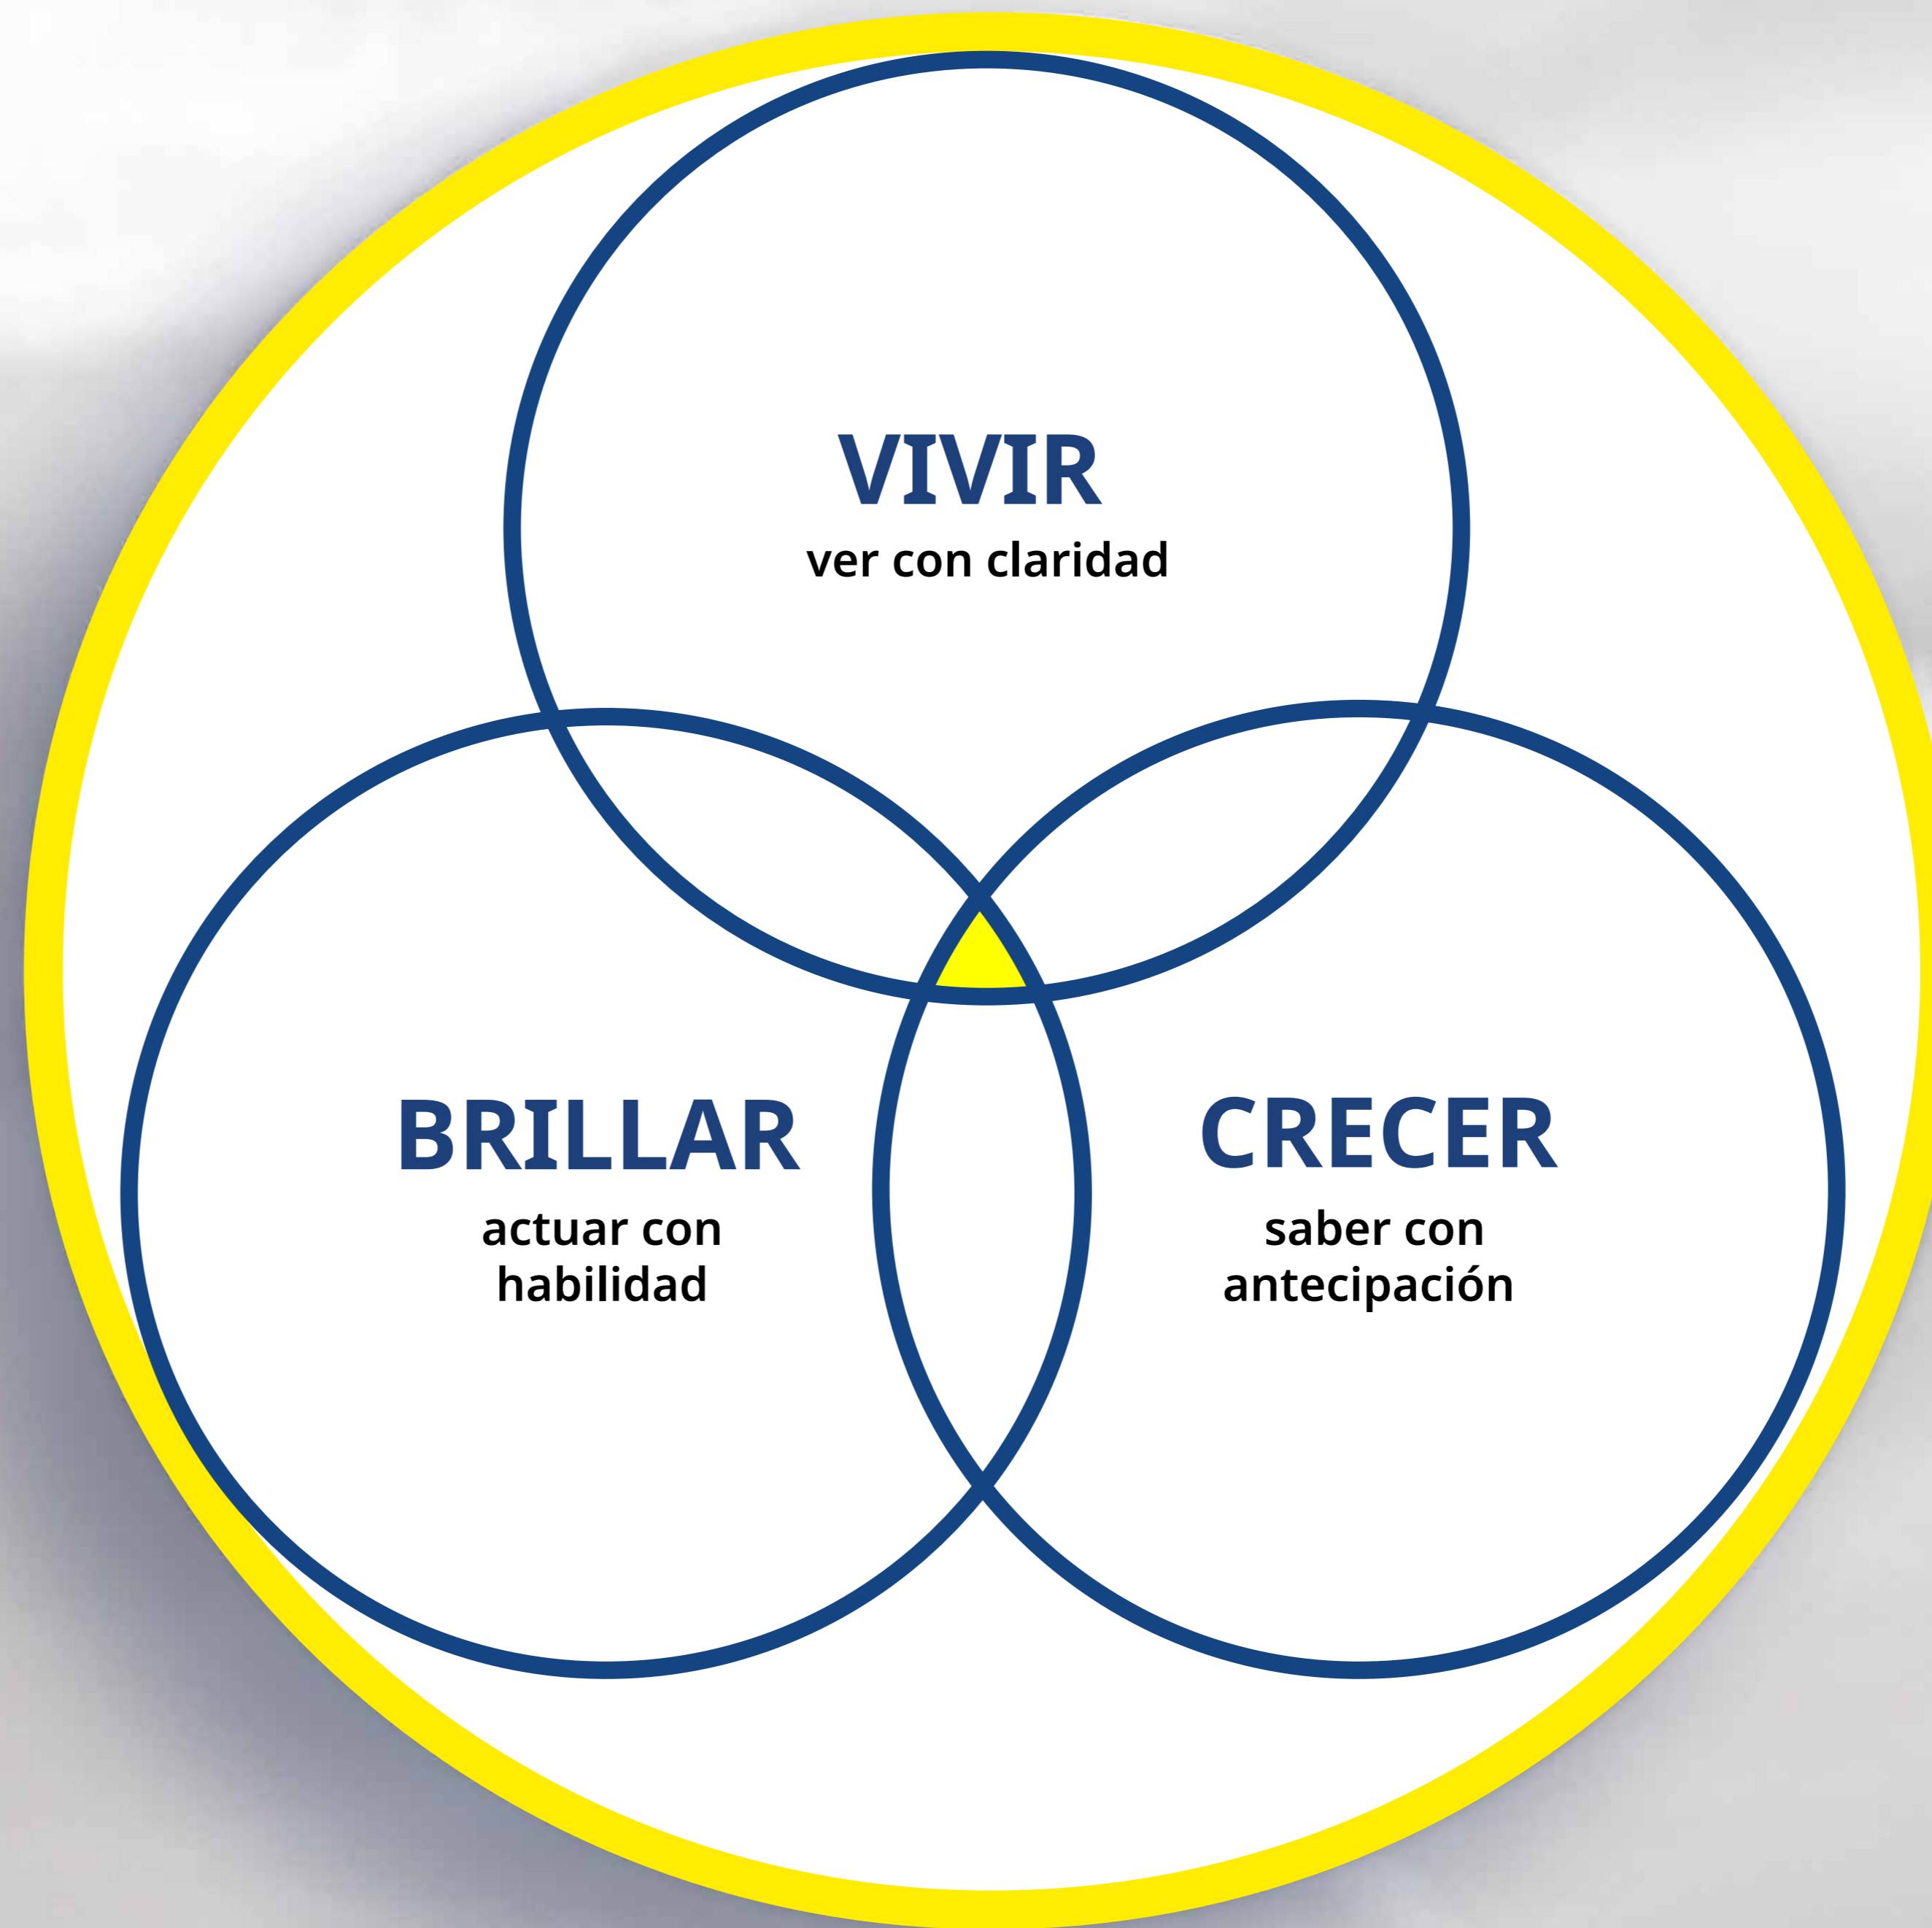 VIVIR
ver con claridad
BRILLAR
actuar con
habilidad
CRECER
saber con
antecipación